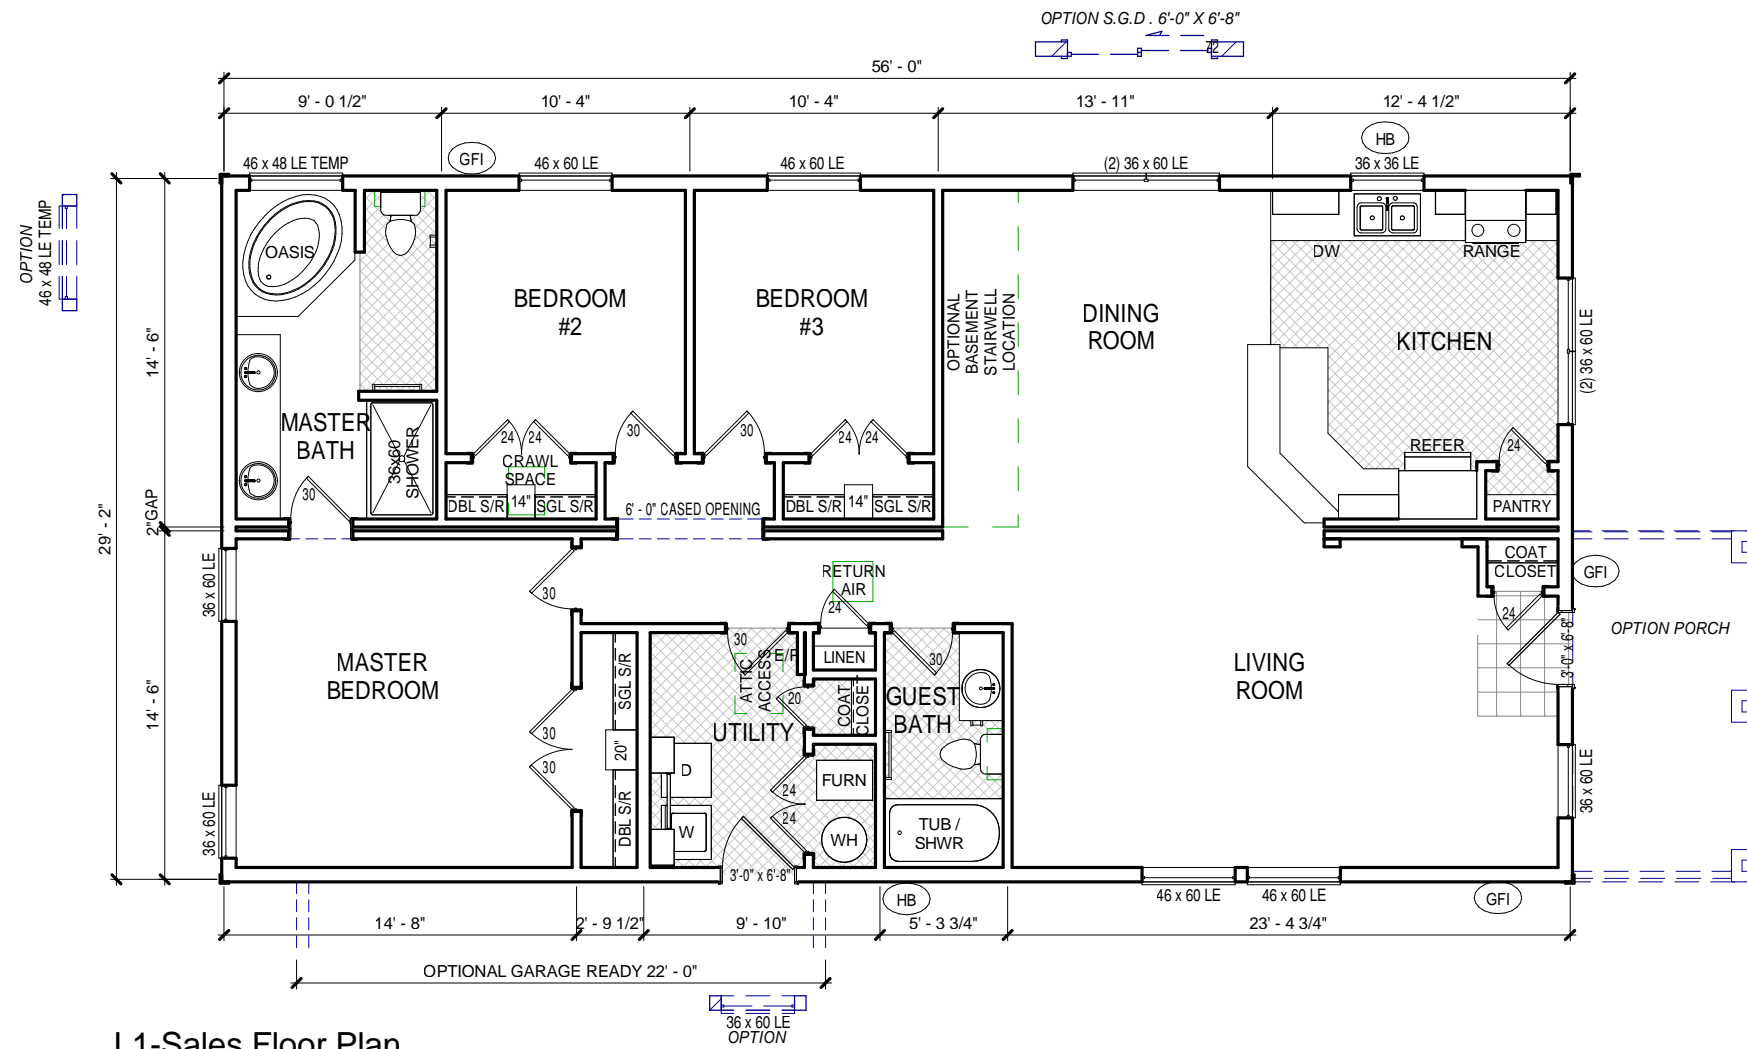 OPTION S.G.D . 6'-0" X 6'-8"
72
56' - 0"
9' - 0 1/2"
10' - 4"
10' - 4"
13' - 11"
12' - 4 1/2"
HB
GFI
46 x 48 LE TEMP
46 x 60 LE
46 x 60 LE
(2) 36 x 60 LE
36 x 36 LE
OPTION
46 x 48 LE TEMP
OASIS
DW
RANGE
BEDROOM
#2
BEDROOM
#3
OPTIONAL
BASEMENT
STAIRWELL
LOCATION
DINING
ROOM
KITCHEN
(2) 36 x 60 LE
14' - 6"
MASTER
BATH
36x60
SHOWER
24
24
30
30
24
24
REFER
24
CRAWL
SPACE
30
DBL S/R
14"
SGL S/R
6' - 0" CASED OPENING
DBL S/R
14"
SGL S/R
PANTRY
2"GAP
29' - 2"
COAT
CLOSET
GFI
36 x 60 LE
30
RETURN
AIR
24
24
3'-0" x 6'-8"
OPTION PORCH
30
ATTIC
ACCESS
E/P
LINEN
30
MASTER
BEDROOM
SGL S/R
20
COAT
CLOSET
GUEST
BATH
LIVING
ROOM
14' - 6"
UTILITY
30
30
20"
D
FURN
24
24
36 x 60 LE
36 x 60 LE
DBL S/R
W
WH
TUB /
SHWR
3'-0" x 6'-8"
HB
46 x 60 LE
46 x 60 LE
GFI
14' - 8"
2' - 9 1/2"
9' - 10"
5' - 3 3/4"
23' - 4 3/4"
OPTIONAL GARAGE READY 22' - 0"
36 x 60 LE
OPTION
L1-Sales Floor Plan